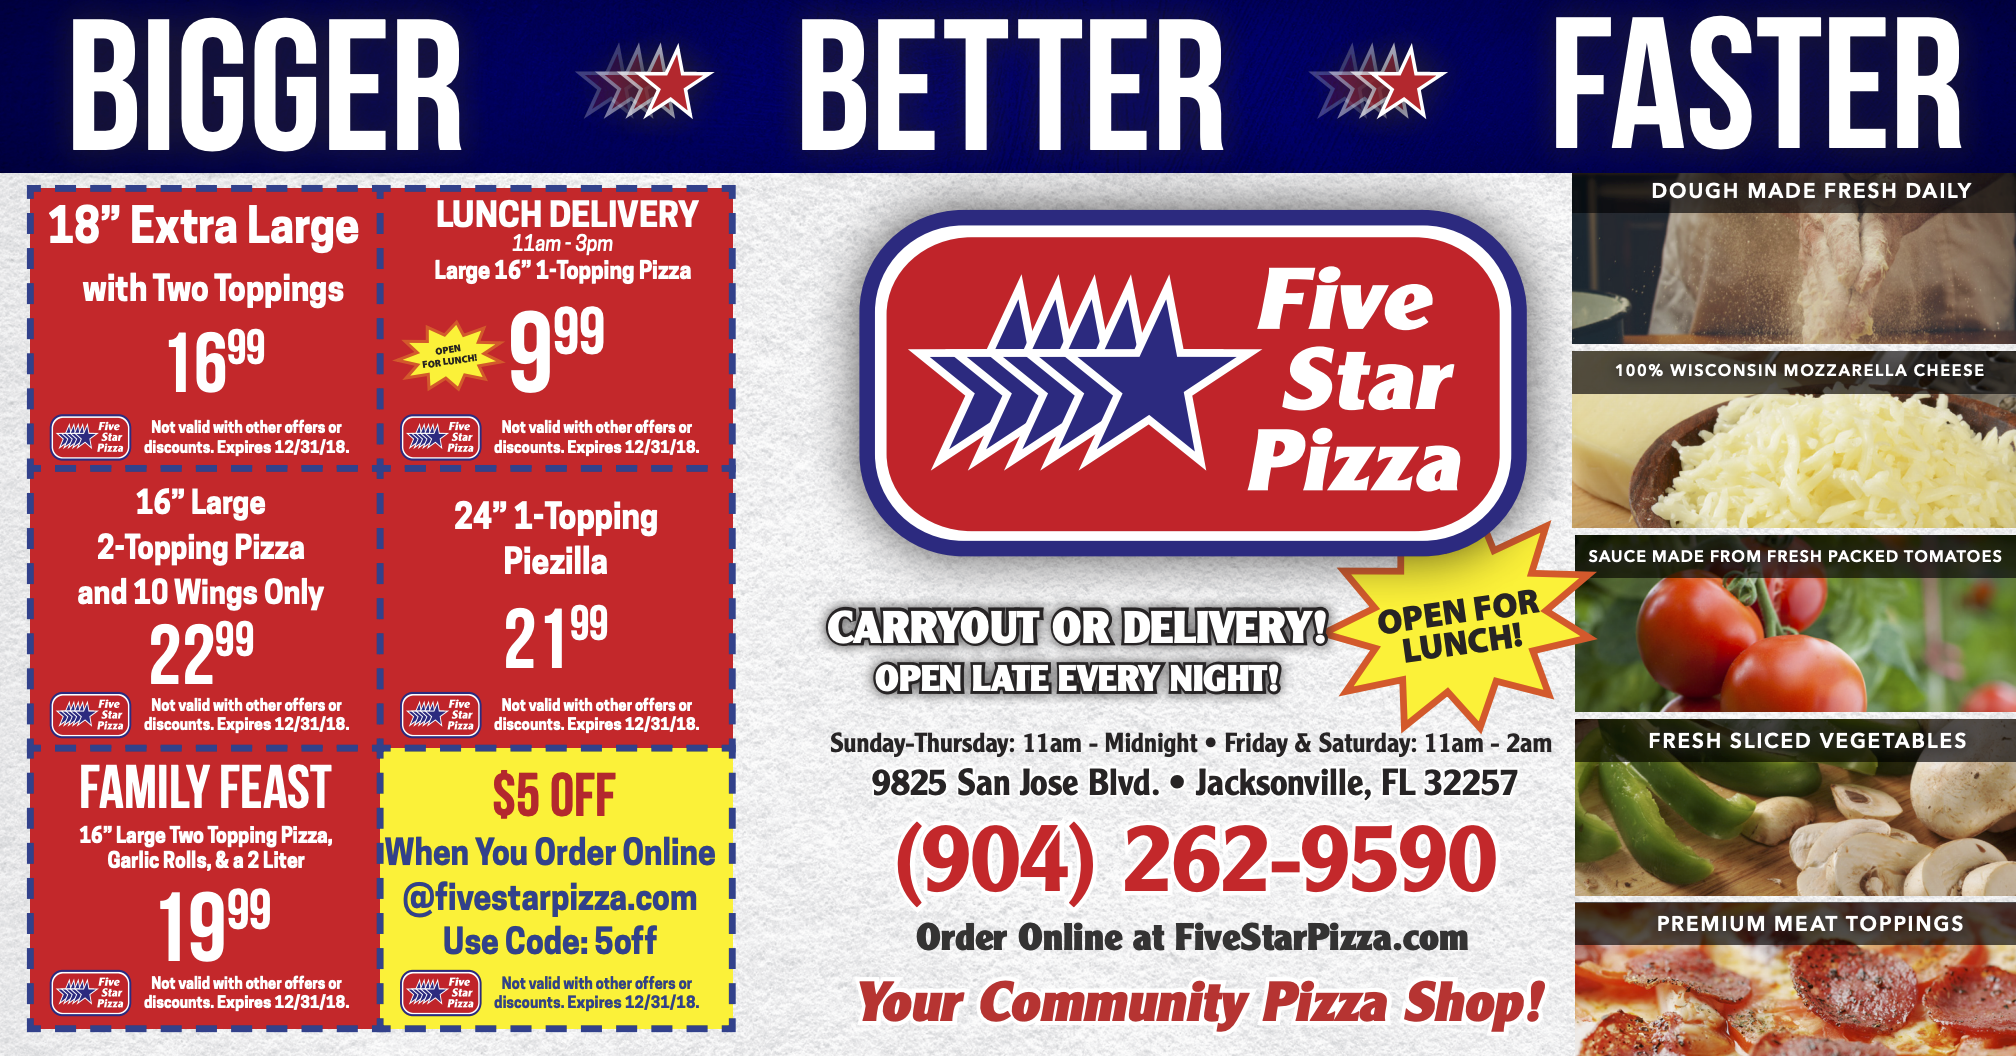 BIGGER BETTER FASTER
18” Extra Large
with Two Toppings
16⁹⁹
Five
Star
Pizza
Not valid with other offers or
discounts. Expires 12/31/18.
LUNCH DELIVERY
11am - 3pm
Large 16” 1-Topping Pizza
OPEN
FOR LUNCH!
9⁹⁹
Five
Star
Pizza
Not valid with other offers or
discounts. Expires 12/31/18.
16” Large
2-Topping Pizza
and 10 Wings Only
22⁹⁹
Five
Star
Pizza
Not valid with other offers or
discounts. Expires 12/31/18.
24” 1-Topping
Piezilla
21⁹⁹
Five
Star
Pizza
Not valid with other offers or
discounts. Expires 12/31/18.
FAMILY FEAST
16” Large Two Topping Pizza,
Garlic Rolls, & a 2 Liter
19⁹⁹
Five
Star
Pizza
Not valid with other offers or
discounts. Expires 12/31/18.
$5 OFF
When You Order Online
@fivestarpizza.com
Use Code: 5off
Five
Star
Pizza
Not valid with other offers or
discounts. Expires 12/31/18.
Five
Star
Pizza
CARRYOUT OR DELIVERY!
OPEN LATE EVERY NIGHT!
OPEN FOR
LUNCH!
Sunday-Thursday: 11am - Midnight • Friday & Saturday: 11am - 2am
9825 San Jose Blvd. • Jacksonville, FL 32257
(904) 262-9590
Order Online at FiveStarPizza.com
Your Community Pizza Shop!
DOUGH MADE FRESH DAILY
100% WISCONSIN MOZZARELLA CHEESE
SAUCE MADE FROM FRESH PACKED TOMATOES
FRESH SLICED VEGETABLES
PREMIUM MEAT TOPPINGS